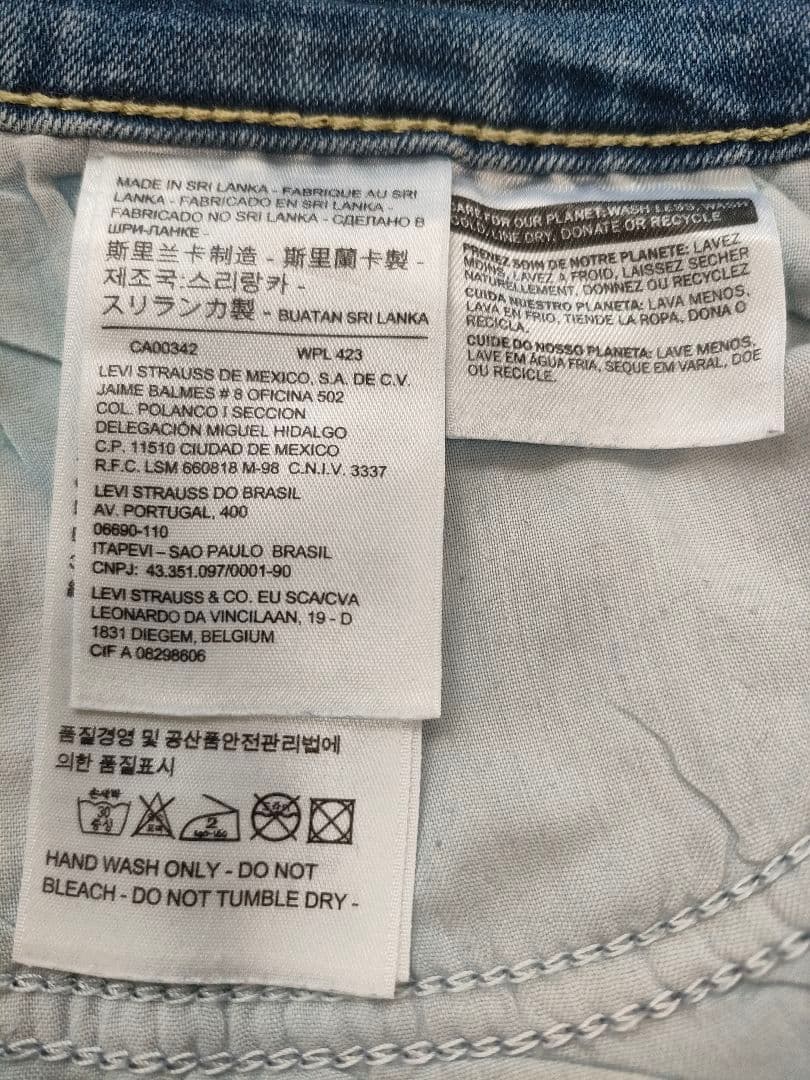 MADE IN SRI LANKA - FABRIQUE AU SRI
LANKA - FABRICADO EN SRI LANKA -
FABRICADO NO SRI LANKA - СДЕЛАНО В
ШРИ-ЛАНКЕ -
斯里兰卡制造 - 斯里蘭卡製 -
제조국:스리랑카 -
スリランカ製 - BUATAN SRI LANKA
CA00342 WPL 423
LEVI STRAUSS DE MEXICO, S.A. DE C.V.
JAIME BALMES # 8 OFICINA 502
COL. POLANCO I SECCION
DELEGACIÓN MIGUEL HIDALGO
C.P. 11510 CIUDAD DE MEXICO
R.F.C. LSM 660818 M-98 C.N.I.V. 3337
LEVI STRAUSS DO BRASIL
AV. PORTUGAL, 400
06690-110
ITAPEVI – SAO PAULO BRASIL
CNPJ: 43.351.097/0001-90
LEVI STRAUSS & CO. EU SCA/CVA
LEONARDO DA VINCILAAN, 19 - D
1831 DIEGEM, BELGIUM
CIF A 08298606
품질경영 및 공산품안전관리법에
의한 품질표시
손세탁
30
중성
2
HAND WASH ONLY - DO NOT
BLEACH - DO NOT TUMBLE DRY -
CARE FOR OUR PLANET: WASH LESS, WASH
COLD, LINE DRY, DONATE OR RECYCLE
PRENEZ SOIN DE NOTRE PLANETE: LAVEZ
MOINS, LAVEZ A FROID, LAISSEZ SECHER
NATURELLEMENT, DONNEZ OU RECYCLEZ
CUIDA NUESTRO PLANETA: LAVA MENOS,
LAVA EN FRIO, TIENDE LA ROPA, DONA O
RECICLA.
CUIDE DO NOSSO PLANETA: LAVE MENOS,
LAVE EM ÁGUA FRIA, SEQUE EM VARAL, DOE
OU RECICLE.